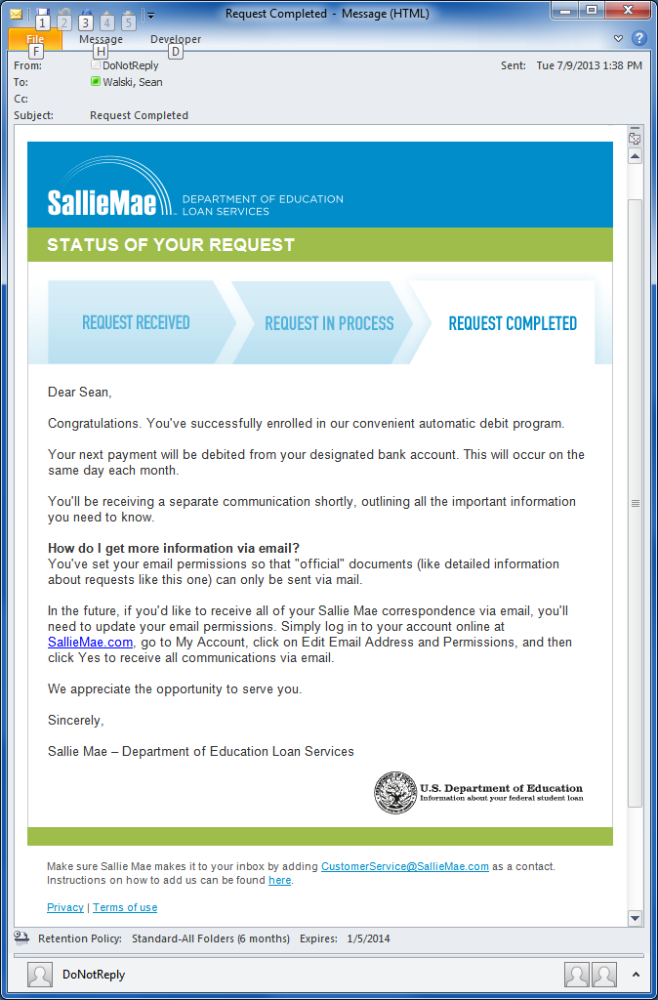 Request Completed - Message (HTML)
1 2 3 4 5
File Message Developer
F H D
From: DoNotReply Sent: Tue 7/9/2013 1:38 PM
To: Walski, Sean
Cc:
Subject: Request Completed
SallieMae DEPARTMENT OF EDUCATION
LOAN SERVICES
STATUS OF YOUR REQUEST
REQUEST RECEIVED REQUEST IN PROCESS REQUEST COMPLETED
Dear Sean,
Congratulations. You've successfully enrolled in our convenient automatic debit program.
Your next payment will be debited from your designated bank account. This will occur on the
same day each month.
You'll be receiving a separate communication shortly, outlining all the important information
you need to know.
How do I get more information via email?
You've set your email permissions so that "official" documents (like detailed information
about requests like this one) can only be sent via mail.
In the future, if you'd like to receive all of your Sallie Mae correspondence via email, you'll
need to update your email permissions. Simply log in to your account online at
SallieMae.com, go to My Account, click on Edit Email Address and Permissions, and then
click Yes to receive all communications via email.
We appreciate the opportunity to serve you.
Sincerely,
Sallie Mae – Department of Education Loan Services
U.S. Department of Education
Information about your federal student loan
Make sure Sallie Mae makes it to your inbox by adding CustomerService@SallieMae.com as a contact.
Instructions on how to add us can be found here.
Privacy | Terms of use
Retention Policy: Standard-All Folders (6 months) Expires: 1/5/2014
DoNotReply